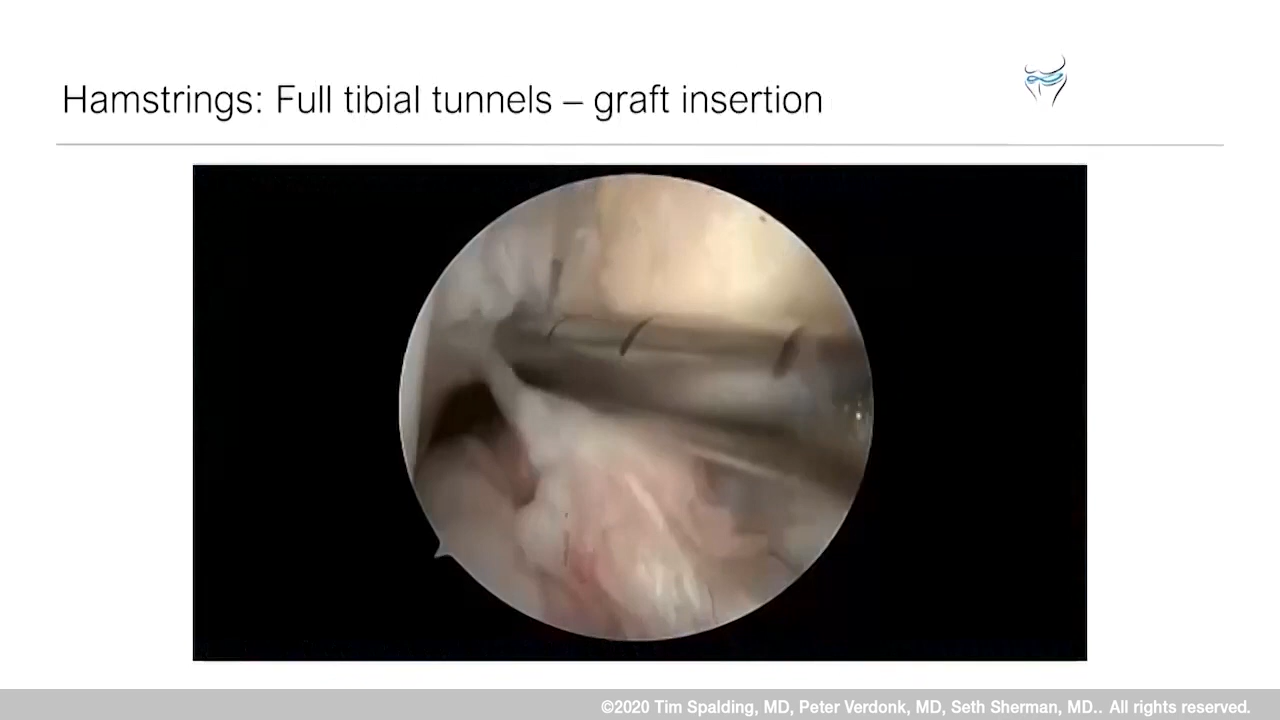 Hamstrings: Full tibial tunnels – graft insertion
©2020 Tim Spalding, MD, Peter Verdonk, MD, Seth Sherman, MD.. All rights reserved.